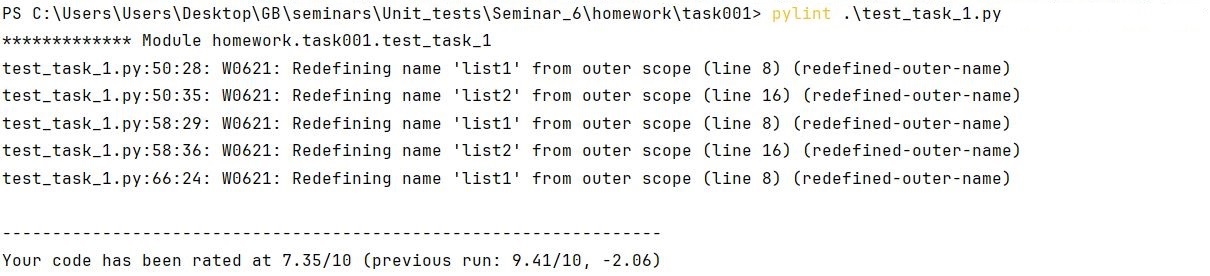 PS C:\Users\Users\Desktop\GB\seminars\Unit_tests\Seminar_6\homework\task001> pylint .\test_task_1.py
************* Module homework.task001.test_task_1
test_task_1.py:50:28: W0621: Redefining name 'list1' from outer scope (line 8) (redefined-outer-name)
test_task_1.py:50:35: W0621: Redefining name 'list2' from outer scope (line 16) (redefined-outer-name)
test_task_1.py:58:29: W0621: Redefining name 'list1' from outer scope (line 8) (redefined-outer-name)
test_task_1.py:58:36: W0621: Redefining name 'list2' from outer scope (line 16) (redefined-outer-name)
test_task_1.py:66:24: W0621: Redefining name 'list1' from outer scope (line 8) (redefined-outer-name)
------------------------------------------------------------------
Your code has been rated at 7.35/10 (previous run: 9.41/10, -2.06)